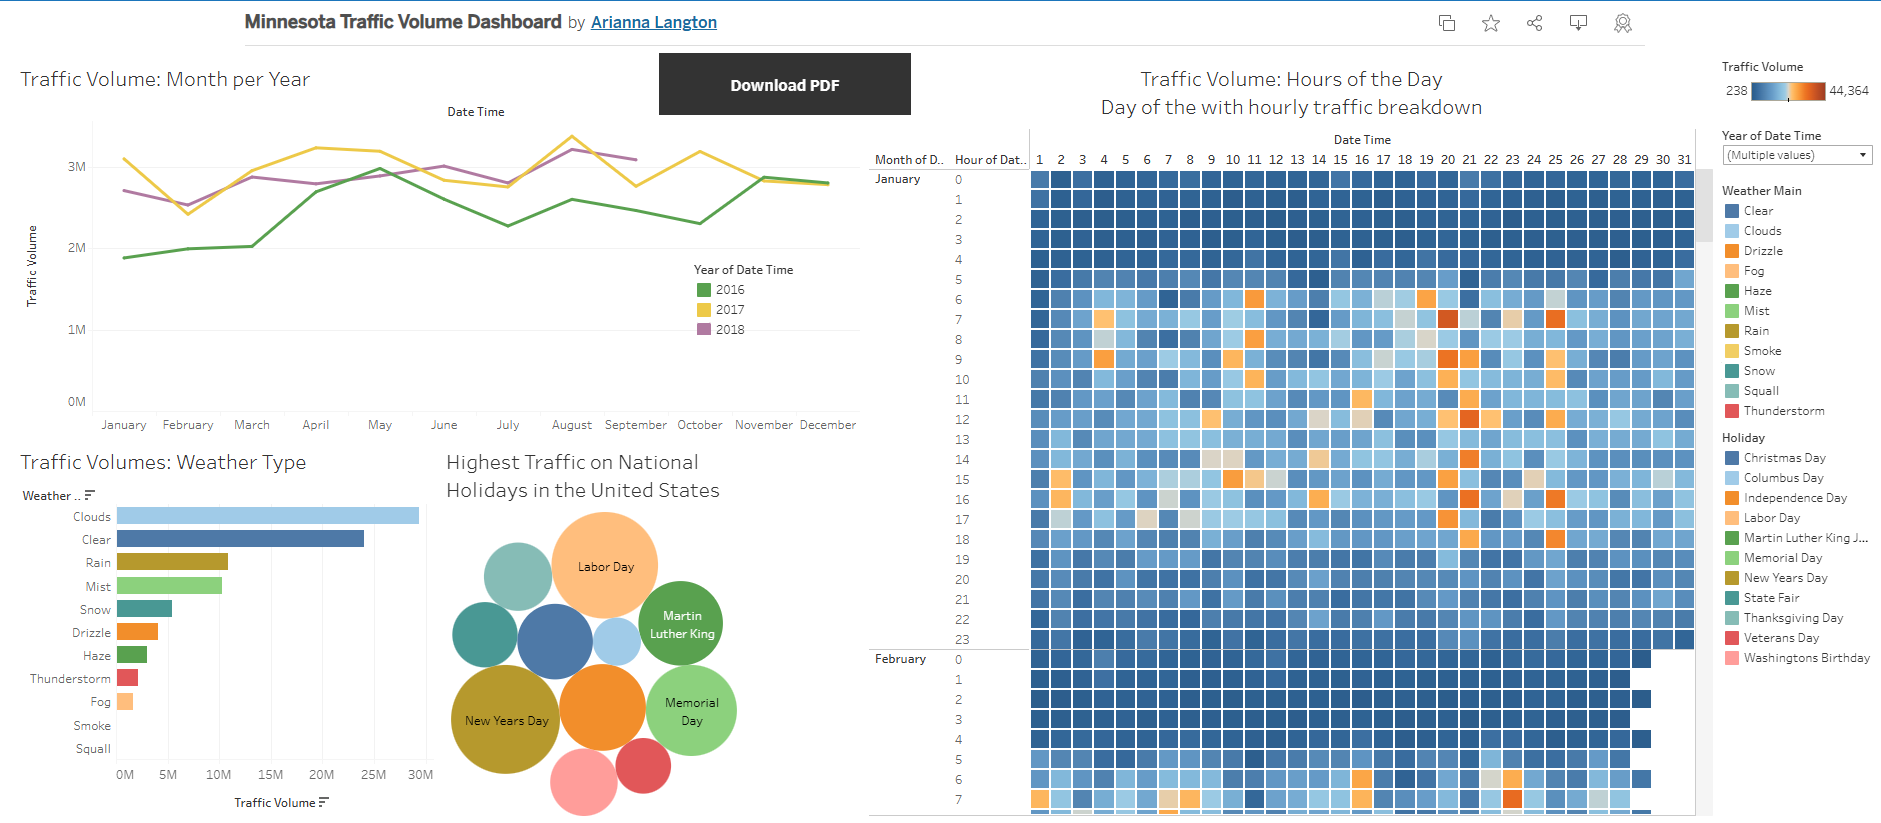 Minnesota Traffic Volume Dashboard by Arianna Langton
Traffic Volume: Month per Year
Download PDF
Date Time
Traffic Volume
3M
2M
1M
0M
January February March April May June July August September October November December
Year of Date Time
2016
2017
2018
Traffic Volumes: Weather Type
Weather ..
Clouds
Clear
Rain
Mist
Snow
Drizzle
Haze
Thunderstorm
Fog
Smoke
Squall
0M 5M 10M 15M 20M 25M 30M
Traffic Volume
Highest Traffic on National
Holidays in the United States
Labor Day
Martin
Luther King
New Years Day
Memorial
Day
Traffic Volume: Hours of the Day
Day of the with hourly traffic breakdown
Date Time
Month of D.. Hour of Dat.. 1 2 3 4 5 6 7 8 9 10 11 12 13 14 15 16 17 18 19 20 21 22 23 24 25 26 27 28 29 30 31
January 0
1
2
3
4
5
6
7
8
9
10
11
12
13
14
15
16
17
18
19
20
21
22
23
February 0
1
2
3
4
5
6
7
Traffic Volume
238 44,364
Year of Date Time
(Multiple values)
Weather Main
Clear
Clouds
Drizzle
Fog
Haze
Mist
Rain
Smoke
Snow
Squall
Thunderstorm
Holiday
Christmas Day
Columbus Day
Independence Day
Labor Day
Martin Luther King J...
Memorial Day
New Years Day
State Fair
Thanksgiving Day
Veterans Day
Washingtons Birthday